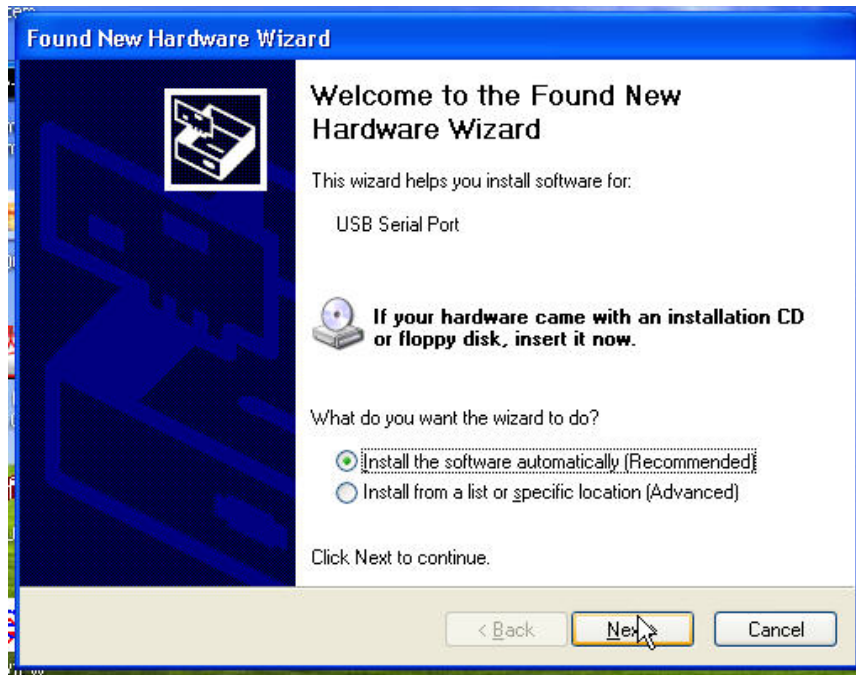 Found New Hardware Wizard
Welcome to the Found New
Hardware Wizard
This wizard helps you install software for:
USB Serial Port
If your hardware came with an installation CD
or floppy disk, insert it now.
What do you want the wizard to do?
Install the software automatically (Recommended)
Install from a list or specific location (Advanced)
Click Next to continue.
< Back
Cancel